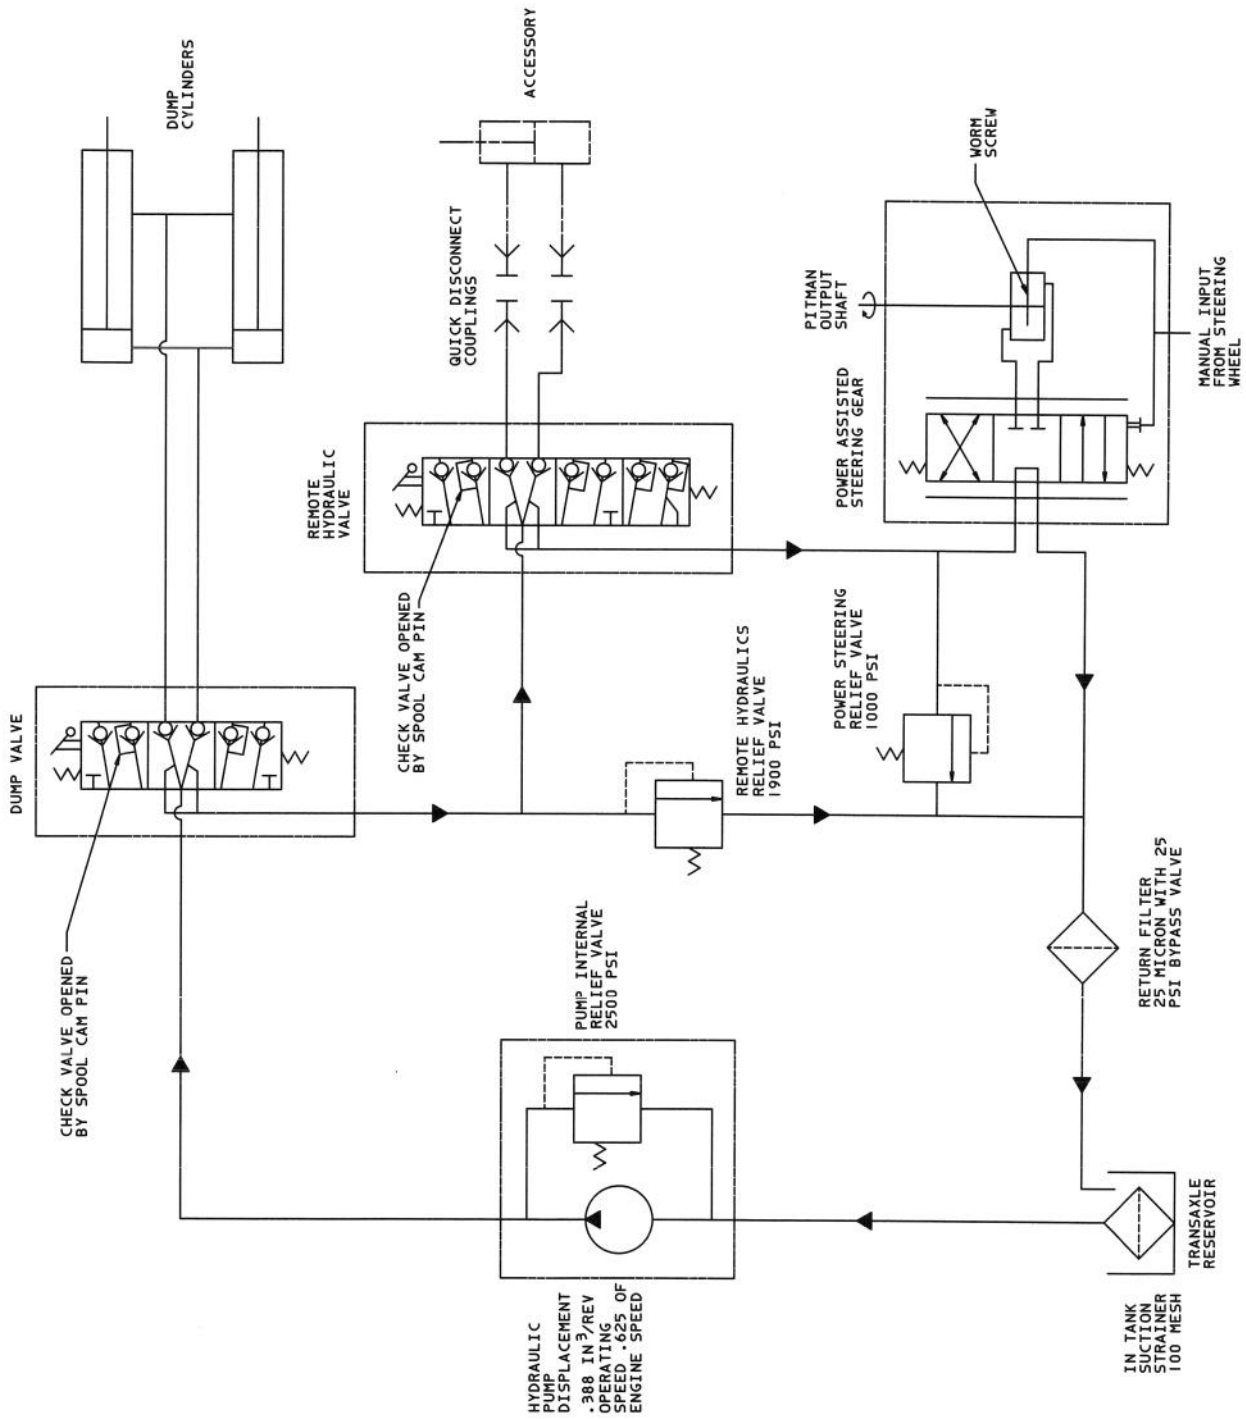 DUMP
CYLINDERS
ACCESSORY
QUICK DISCONNECT
COUPLINGS
DUMP VALVE
REMOTE
HYDRAULIC
VALVE
CHECK VALVE OPENED
BY SPOOL CAM PIN
CHECK VALVE OPENED
BY SPOOL CAM PIN
WORM
SCREW
PITMAN
OUTPUT
SHAFT
POWER ASSISTED
STEERING GEAR
MANUAL INPUT
FROM STEERING
WHEEL
REMOTE HYDRAULICS
RELIEF VALVE
1900 PSI
POWER STEERING
RELIEF VALVE
1000 PSI
PUMP INTERNAL
RELIEF VALVE
2500 PSI
RETURN FILTER
25 MICRON WITH 25
PSI BYPASS VALVE
HYDRAULIC
PUMP
DISPLACEMENT
.388 IN³/REV
OPERATING
SPEED .625 OF
ENGINE SPEED
TRANSAXLE
RESERVOIR
IN TANK
SUCTION
STRAINER
100 MESH